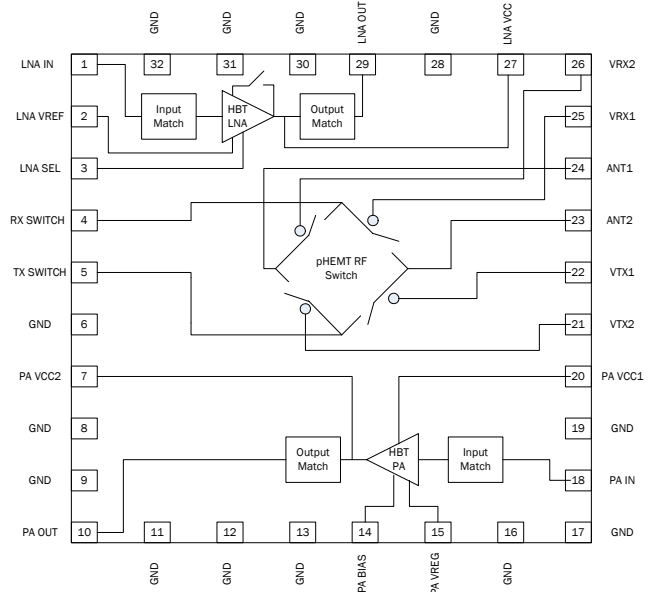 GND
GND
GND
LNA OUT
GND
LNA VCC
LNA IN
1
32
31
30
29
28
27
26
VRX2
LNA VREF
2
Input
Match
HBT
LNA
Output
Match
25
VRX1
LNA SEL
3
24
ANT1
RX SWITCH
4
23
ANT2
pHEMT RF
Switch
TX SWITCH
5
22
VTX1
GND
6
21
VTX2
PA VCC2
7
20
PA VCC1
GND
8
19
GND
Output
Match
HBT
PA
Input
Match
GND
9
18
PA IN
PA OUT
10
11
12
13
14
15
16
17
GND
GND
GND
GND
PA BIAS
PA VREG
GND